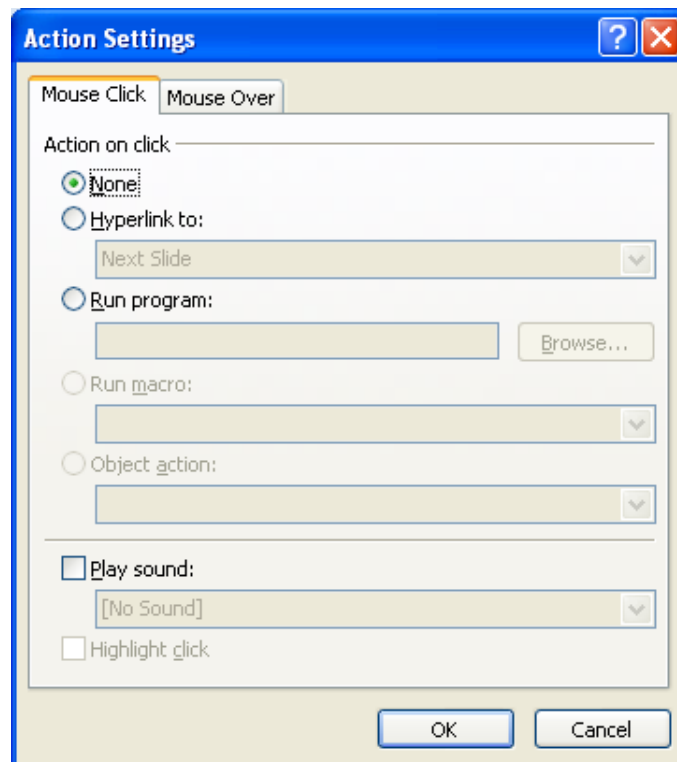 Action Settings
Mouse Click Mouse Over
Action on click
None
Hyperlink to:
Next Slide
Run program:
Browse...
Run macro:
Object action:
Play sound:
[No Sound]
Highlight click
OK Cancel